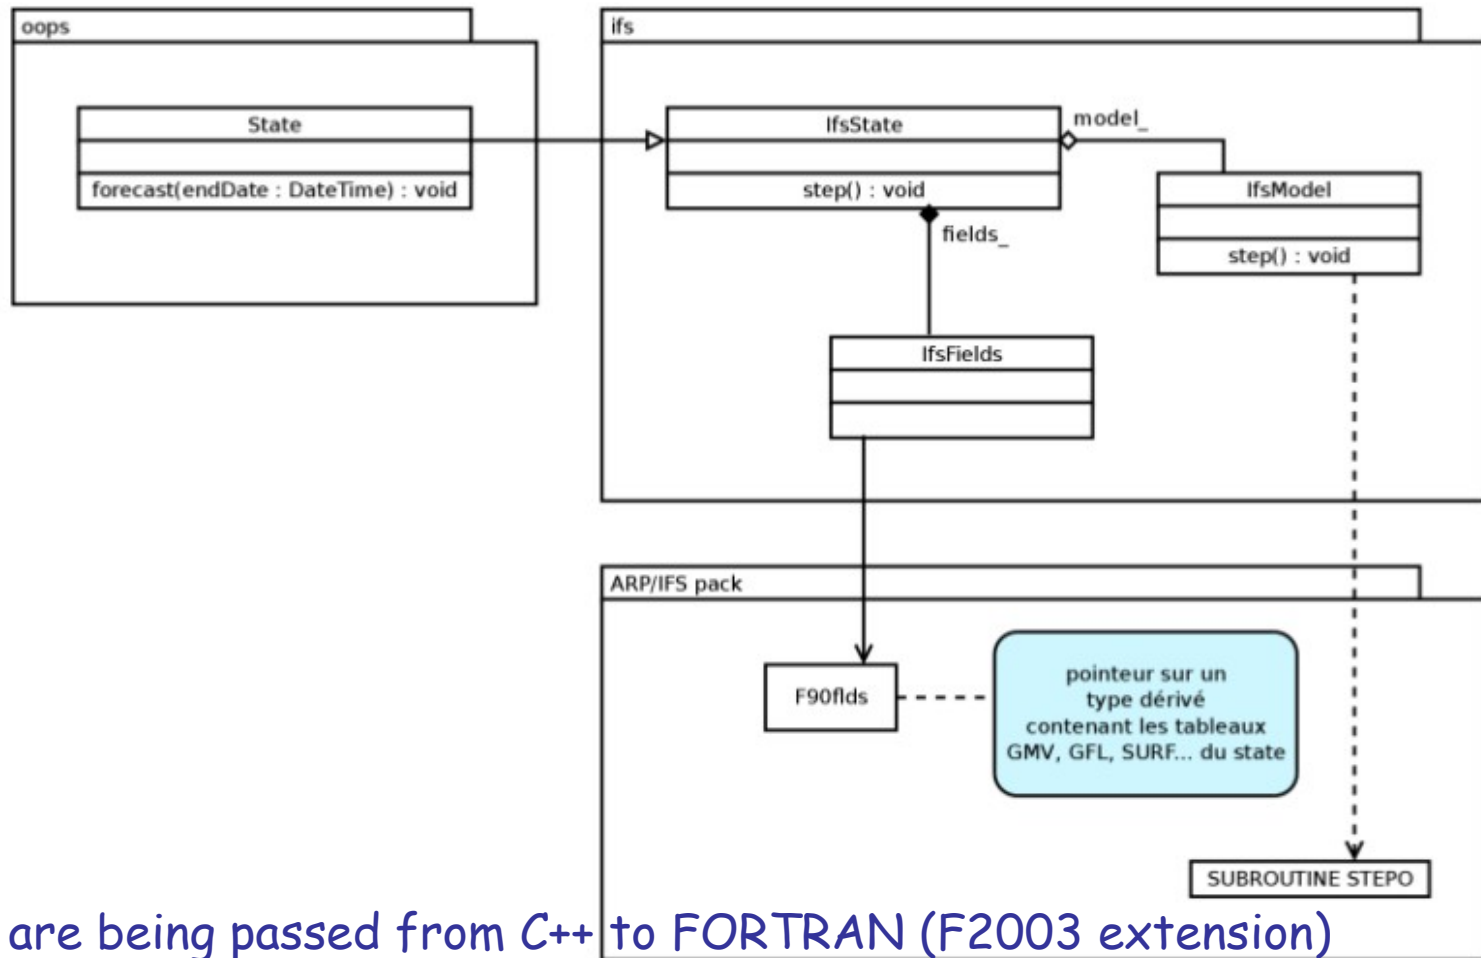 oops
State
forecast(endDate : DateTime) : void
ifs
IfsState
step() : void
model_
IfsModel
step() : void
fields_
IfsFields
ARP/IFS pack
F90flds
pointeur sur un
type dérivé
contenant les tableaux
GMV, GFL, SURF... du state
SUBROUTINE STEPO
are being passed from C++ to FORTRAN (F2003 extension)